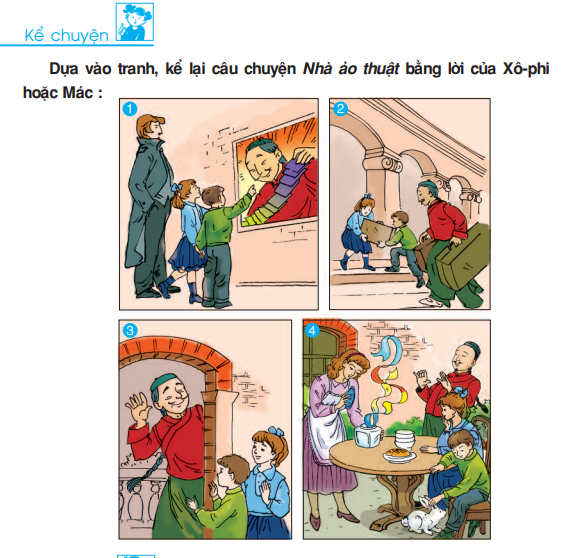 Kể chuyện
Dựa vào tranh, kể lại câu chuyện Nhà ảo thuật bằng lời của Xô-phi
hoặc Mác :
1
2
3
4